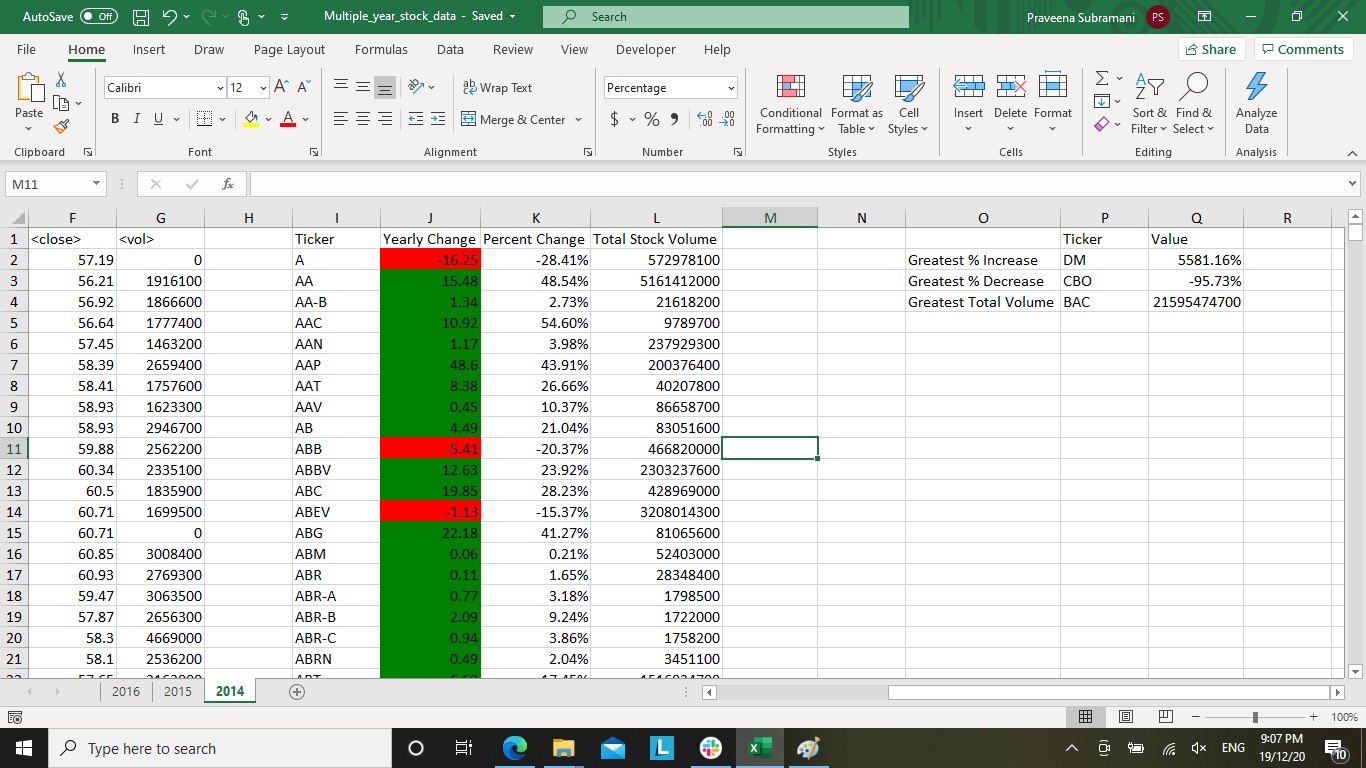 AutoSave Off Multiple_year_stock_data - Saved Search Praveena Subramani PS
File Home Insert Draw Page Layout Formulas Data Review View Developer Help Share Comments
Calibri 12 A A ab Wrap Text Percentage
Paste B I U A Merge & Center $ % Conditional Formatting Format as Table Cell Styles Insert Delete Format Sort & Filter Find & Select Analyze Data
Clipboard Font Alignment Number Styles Cells Editing Analysis
M11 fx
F G H I J K L M N O P Q R
1 <close> <vol> Ticker Yearly Change Percent Change Total Stock Volume Ticker Value
2 57.19 0 A -16.25 -28.41% 572978100 Greatest % Increase DM 5581.16%
3 56.21 1916100 AA 15.48 48.54% 5161412000 Greatest % Decrease CBO -95.73%
4 56.92 1866600 AA-B 1.34 2.73% 21618200 Greatest Total Volume BAC 21595474700
5 56.64 1777400 AAC 10.92 54.60% 9789700
6 57.45 1463200 AAN 1.17 3.98% 237929300
7 58.39 2659400 AAP 48.6 43.91% 200376400
8 58.41 1757600 AAT 8.38 26.66% 40207800
9 58.93 1623300 AAV 0.45 10.37% 86658700
10 58.93 2946700 AB 4.49 21.04% 83051600
11 59.88 2562200 ABB -5.41 -20.37% 466820000
12 60.34 2335100 ABBV 12.63 23.92% 2303237600
13 60.5 1835900 ABC 19.85 28.23% 428969000
14 60.71 1699500 ABEV -1.13 -15.37% 3208014300
15 60.71 0 ABG 22.18 41.27% 81065600
16 60.85 3008400 ABM 0.06 0.21% 52403000
17 60.93 2769300 ABR 0.11 1.65% 28348400
18 59.47 3063500 ABR-A 0.77 3.18% 1798500
19 57.87 2656300 ABR-B 2.09 9.24% 1722000
20 58.3 4669000 ABR-C 0.94 3.86% 1758200
21 58.1 2536200 ABRN 0.49 2.04% 3451100
2016 2015 2014
100%
Type here to search L ENG 9:07 PM
19/12/20 10